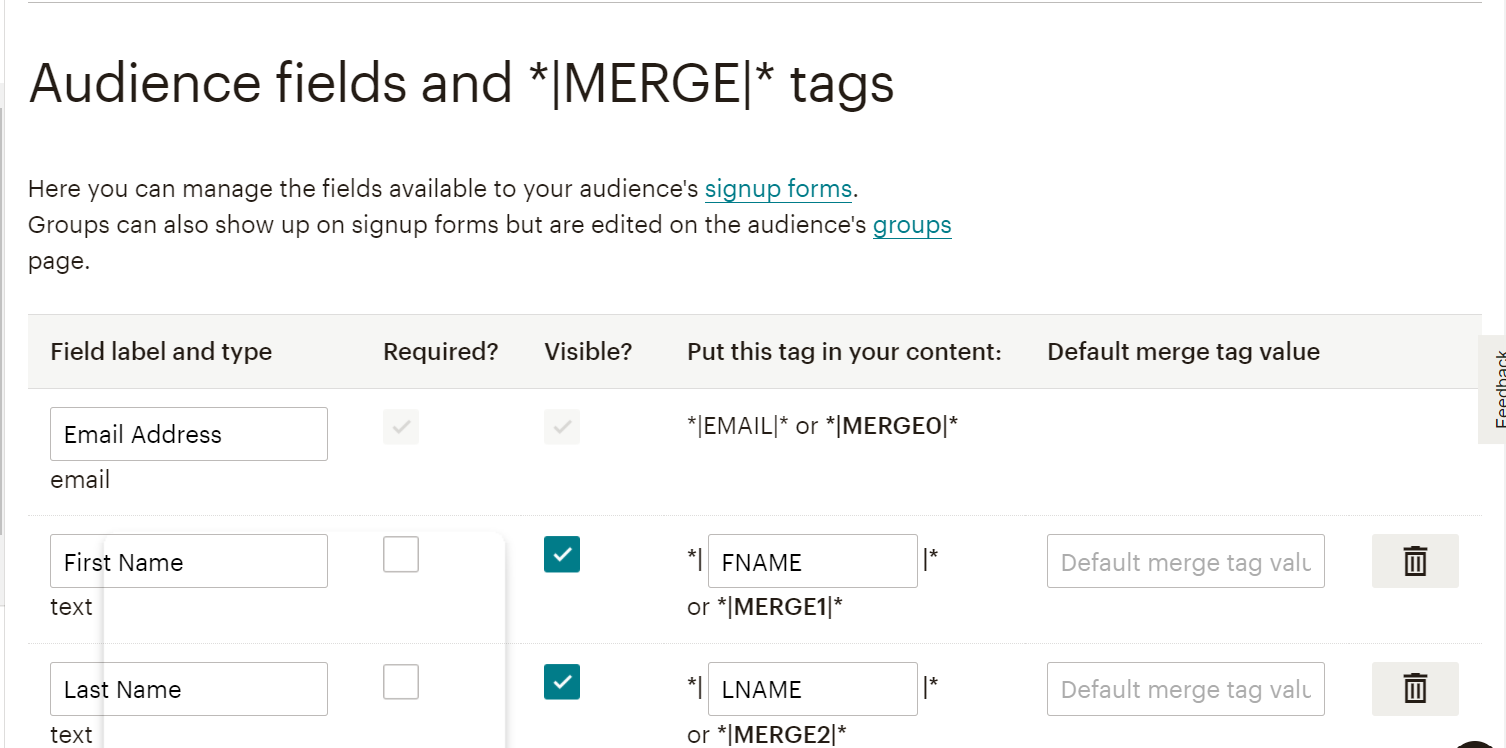 Audience fields and *|MERGE|* tags
Here you can manage the fields available to your audience's signup forms.
Groups can also show up on signup forms but are edited on the audience's groups
page.
Field label and type Required? Visible? Put this tag in your content: Default merge tag value
Email Address *|EMAIL|* or *|MERGE0|*
email
First Name *| FNAME |* Default merge tag valu
text or *|MERGE1|*
Last Name *| LNAME |* Default merge tag valu
text or *|MERGE2|*
Feedback